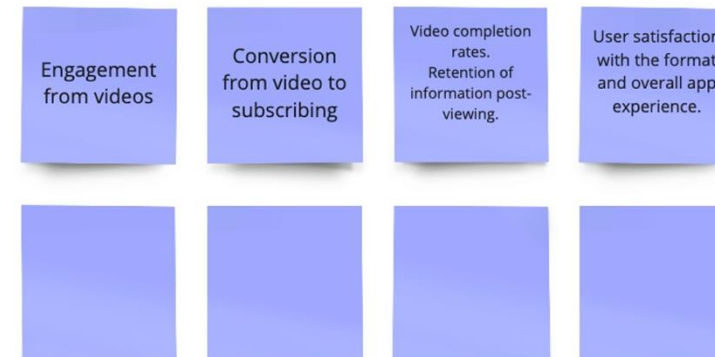 Engagement
from videos
Conversion
from video to
subscribing
Video completion
rates.
Retention of
information post-
viewing.
User satisfaction
with the format
and overall app
experience.